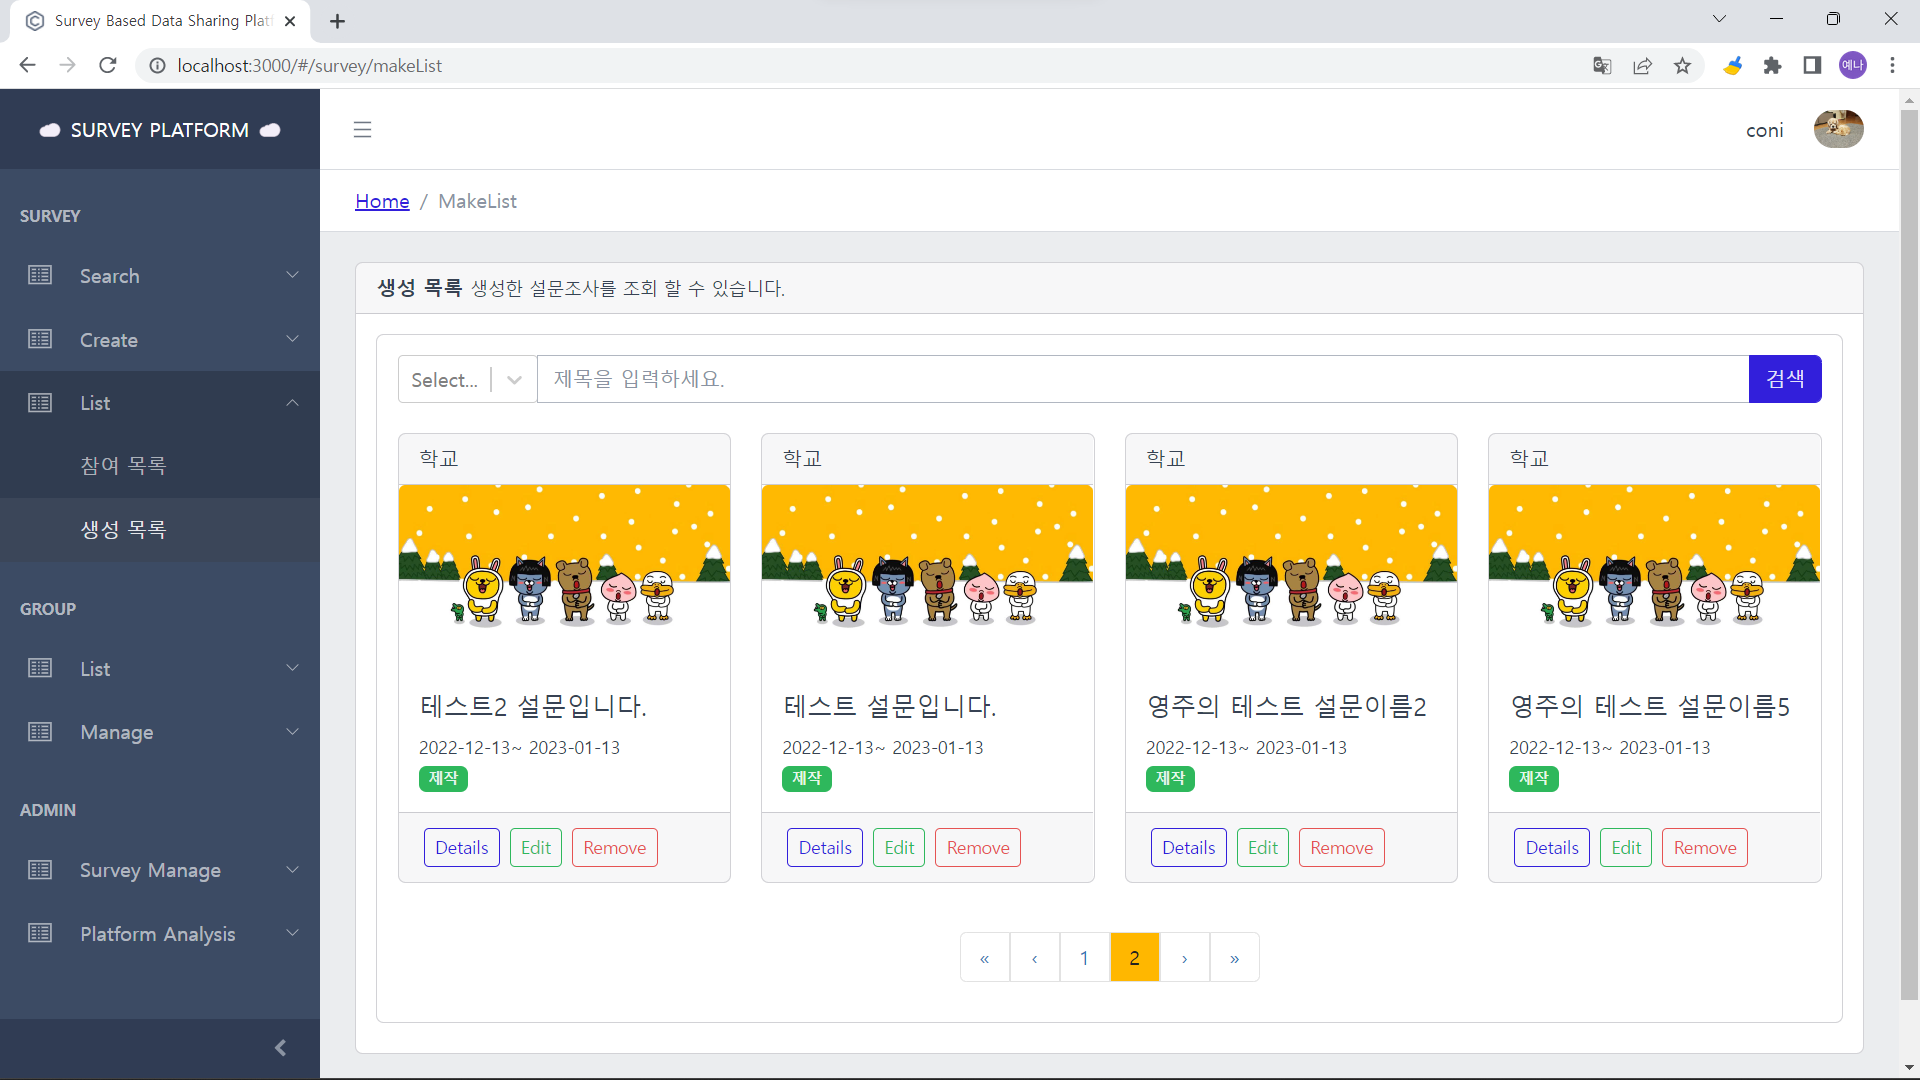 Survey Based Data Sharing Plat
localhost:3000/#/survey/makeList
예나
SURVEY PLATFORM
coni
Home / MakeList
SURVEY
Search
Create
List
참여 목록
생성 목록
GROUP
List
Manage
ADMIN
Survey Manage
Platform Analysis
생성 목록 생성한 설문조사를 조회 할 수 있습니다.
Select... 제목을 입력하세요. 검색
학교
테스트2 설문입니다.
2022-12-13~ 2023-01-13
제작
Details Edit Remove
학교
테스트 설문입니다.
2022-12-13~ 2023-01-13
제작
Details Edit Remove
학교
영주의 테스트 설문이름2
2022-12-13~ 2023-01-13
제작
Details Edit Remove
학교
영주의 테스트 설문이름5
2022-12-13~ 2023-01-13
제작
Details Edit Remove
« ‹ 1 2 › »